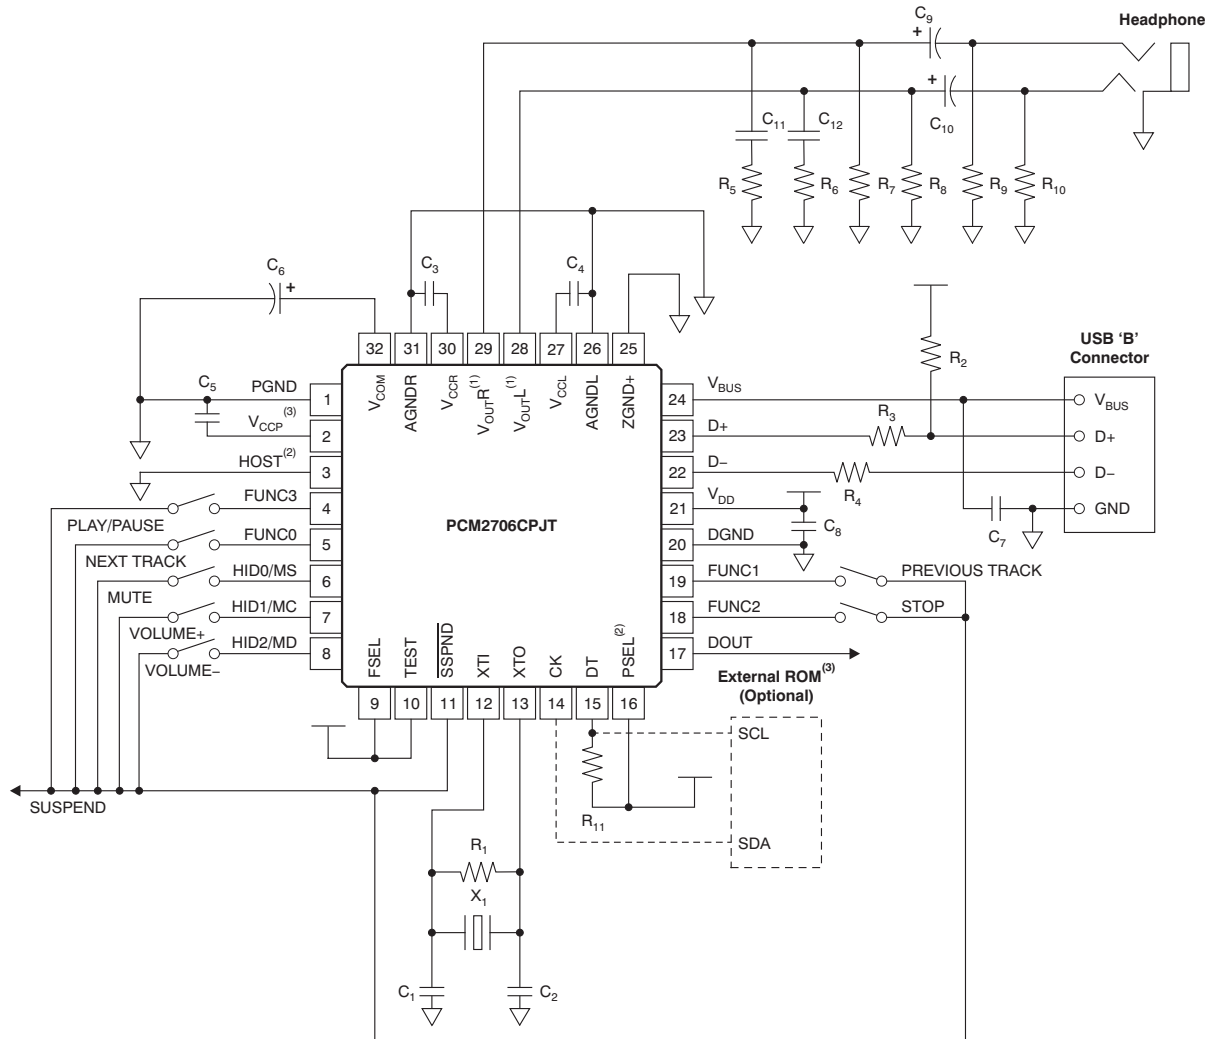 C9
Headphone
+
+
C11
C12
C10
R5
R6
R7
R8
R9
R10
C6
+
C3
C4
32
31
30
29
28
27
26
25
VCOM
AGNDR
VCCR
VOUTR(1)
VOUTL(1)
VCCL
AGNDL
ZGND+
R2
USB ‘B’
Connector
C5
PGND
1
VCCP(3)
2
HOST(2)
3
FUNC3
4
PLAY/PAUSE
FUNC0
5
NEXT TRACK
HID0/MS
6
MUTE
HID1/MC
7
VOLUME+
HID2/MD
8
VOLUME–
PCM2706CPJT
24
VBUS
VBUS
23
D+
R3
D+
22
D–
R4
D–
21
VDD
C8
C7
GND
20
DGND
19
FUNC1
PREVIOUS TRACK
18
FUNC2
STOP
17
DOUT
FSEL
TEST
SSPND
XTI
XTO
CK
DT
PSEL(2)
9
10
11
12
13
14
15
16
External ROM(3)
(Optional)
SCL
SDA
R11
SUSPEND
R1
X1
C1
C2